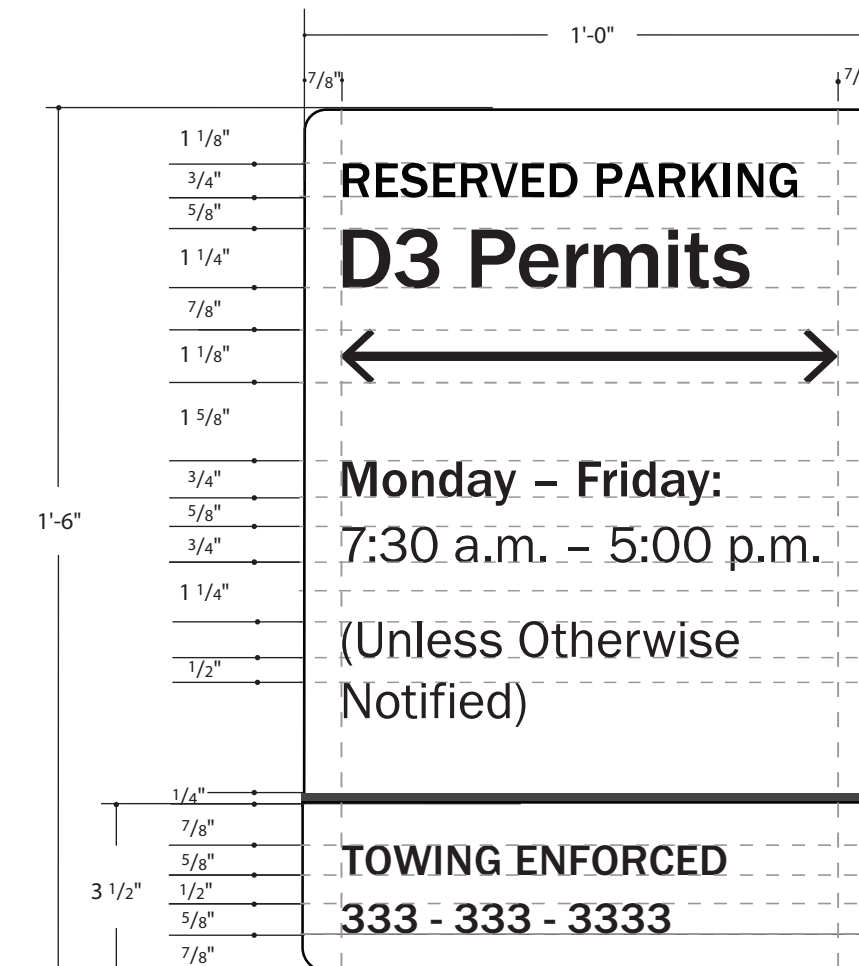 1'-0"
7/8"
7/
1 1/8"
3/4"
RESERVED PARKING
5/8"
1 1/4"
D3 Permits
7/8"
1 1/8"
1 5/8"
3/4"
Monday – Friday:
5/8"
1'-6"
3/4"
7:30 a.m. – 5:00 p.m.
1 1/4"
(Unless Otherwise
1/2"
Notified)
1/4"
7/8"
5/8"
TOWING ENFORCED
3 1/2"
1/2"
5/8"
333 - 333 - 3333
7/8"